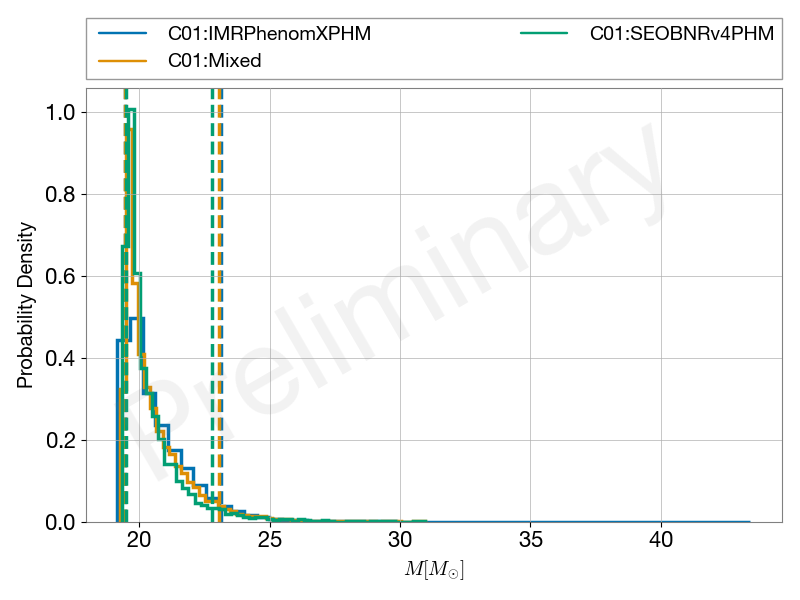 C01:IMRPhenomXPHM
C01:Mixed
C01:SEOBNRv4PHM
1.0
0.8
0.6
0.4
0.2
0.0
Probability Density
Preliminary
20 25 30 35 40
M[M⊙]